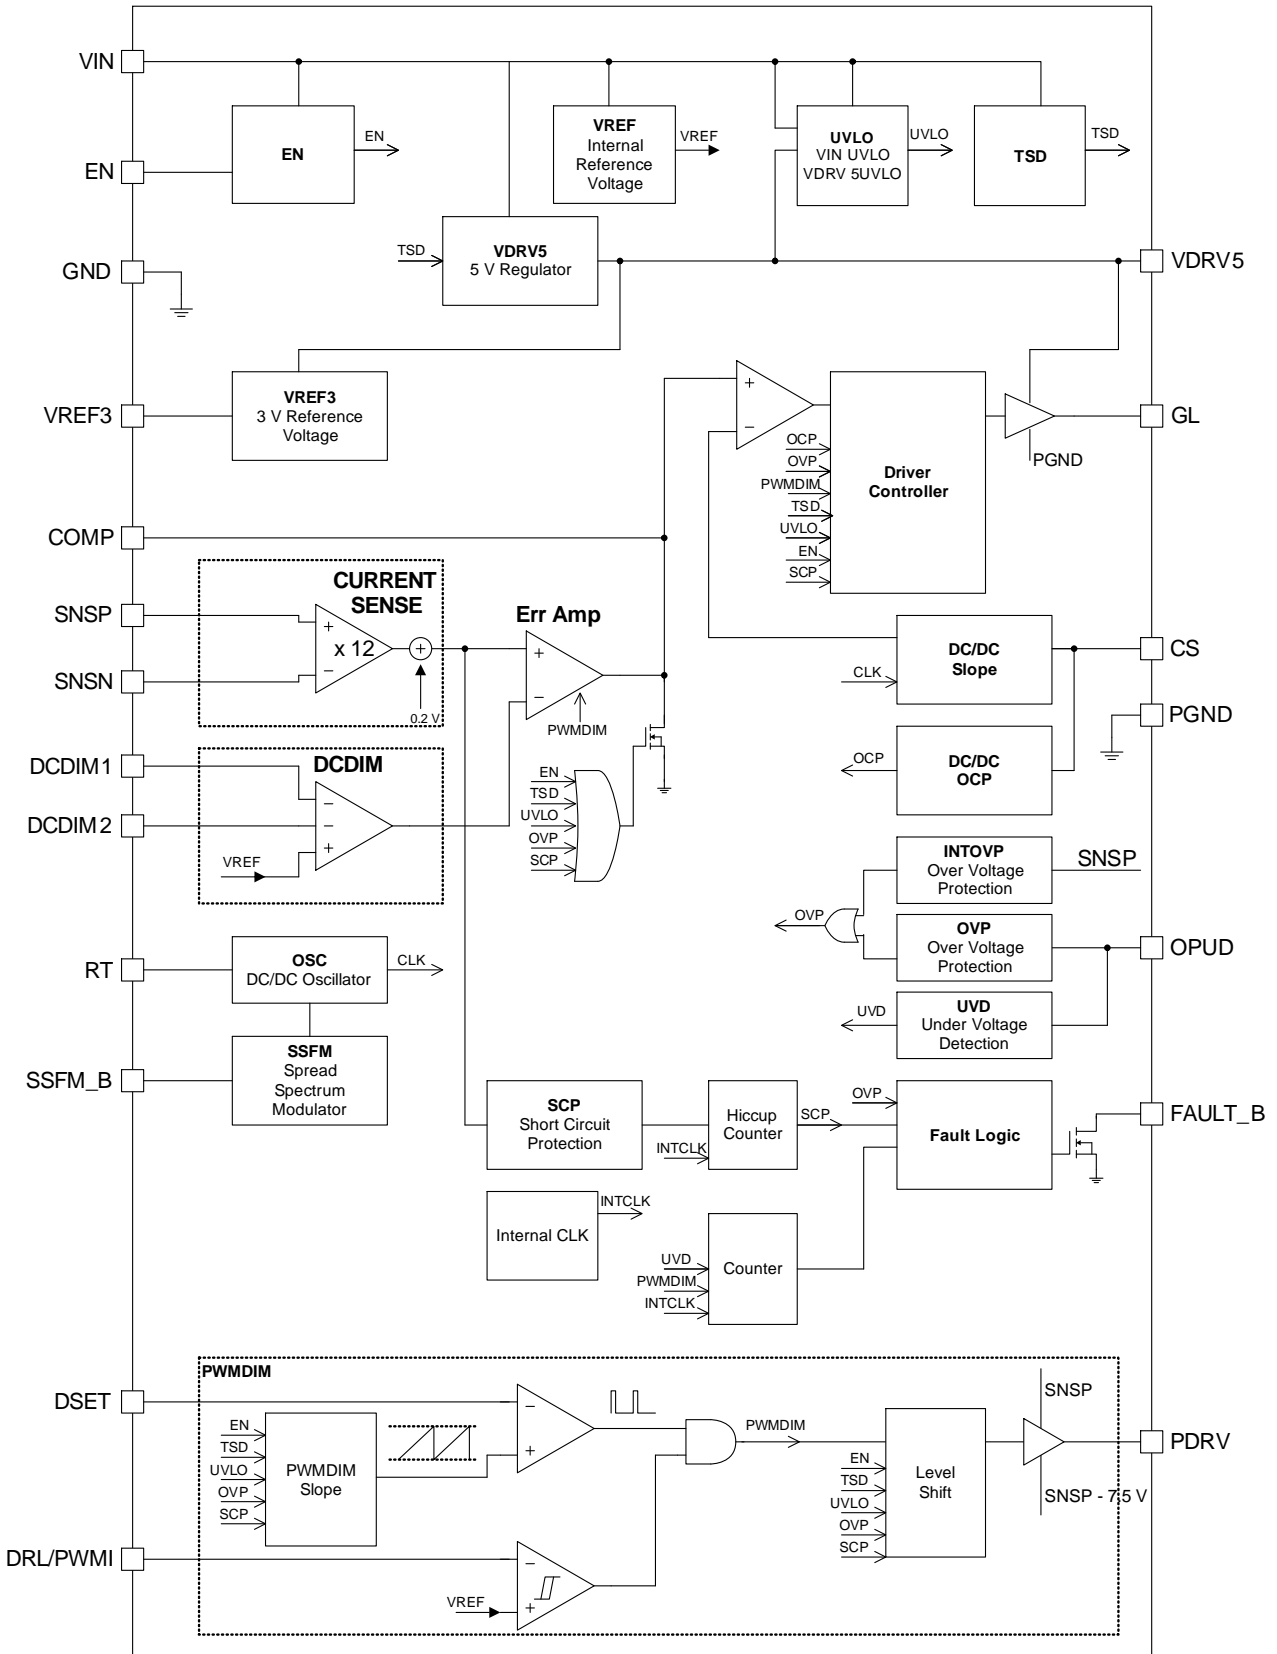 VIN
EN
EN
EN
VREF
Internal
Reference
Voltage
VREF
UVLO
VIN UVLO
VDRV 5UVLO
UVLO
TSD
TSD
GND
TSD
VDRV5
5 V Regulator
VDRV5
VREF3
VREF3
3 V Reference
Voltage
+
−
OCP
OVP
PWMDIM
TSD
UVLO
EN
SCP
Driver
Controller
PGND
GL
COMP
CURRENT
SENSE
SNSP
SNSN
+
x 12
−
+
0.2 V
Err Amp
+
−
PWMDIM
DC/DC
Slope
CLK
CS
PGND
DC/DC
OCP
OCP
DCDIM
DCDIM1
DCDIM2
−
−
+
VREF
EN
TSD
UVLO
OVP
SCP
INTOVP
Over Voltage
Protection
SNSP
OVP
OVP
Over Voltage
Protection
OPUD
UVD
UVD
Under Voltage
Detection
RT
OSC
DC/DC Oscillator
CLK
SSFM_B
SSFM
Spread
Spectrum
Modulator
SCP
Short Circuit
Protection
Hiccup
Counter
INTCLK
SCP
OVP
Fault Logic
FAULT_B
Internal CLK
INTCLK
UVD
PWMDIM
INTCLK
Counter
PWMDIM
DSET
EN
TSD
UVLO
OVP
SCP
PWMDIM
Slope
−
+
PWMDIM
EN
TSD
UVLO
OVP
SCP
Level
Shift
SNSP
SNSP - 7.5 V
PDRV
DRL/PWMI
−
+
VREF